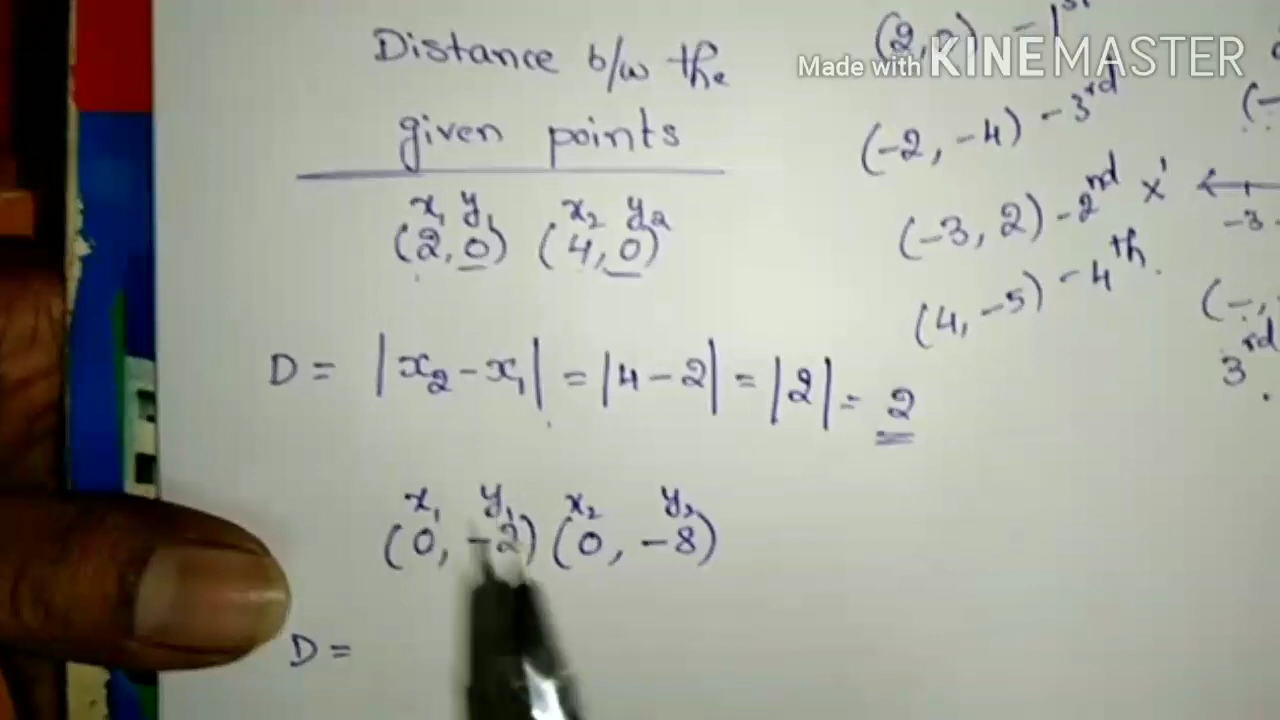 Distance b/w the
given points
x₁ y₁ x₂ y₂
(2, 0) (4, 0)
D = |x₂ - x₁| = |4 - 2| = |2| = 2
x₁ y₁ x₂ y₂
(0, -2) (0, -8)
D =
Made with KINEMASTER
(-2, -4) - 3rd
(-3, 2) - 2nd
(4, -5) - 4th.
x'
-3
3rd